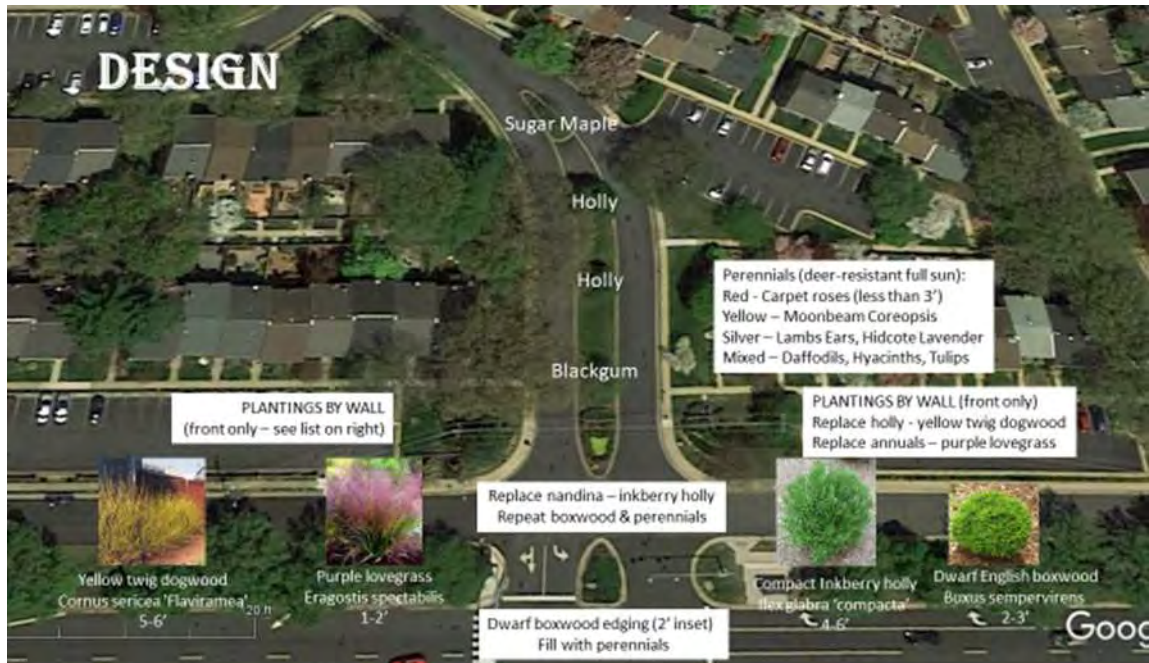 DESIGN
Sugar Maple
Holly
Holly
Blackgum
Perennials (deer-resistant full sun):
Red - Carpet roses (less than 3')
Yellow – Moonbeam Coreopsis
Silver – Lambs Ears, Hidcote Lavender
Mixed – Daffodils, Hyacinths, Tulips
PLANTINGS BY WALL
(front only – see list on right)
PLANTINGS BY WALL (front only)
Replace holly - yellow twig dogwood
Replace annuals – purple lovegrass
Replace nandina – inkberry holly
Repeat boxwood & perennials
Yellow twig dogwood
Cornus sericea 'Flaviramea'
5-6'
Purple lovegrass
Eragostis spectabilis
1-2'
Compact Inkberry holly
Ilex glabra 'compacta'
4-6'
Dwarf English boxwood
Buxus sempervirens
2-3'
20 ft
Dwarf boxwood edging (2' inset)
Fill with perennials
Goog